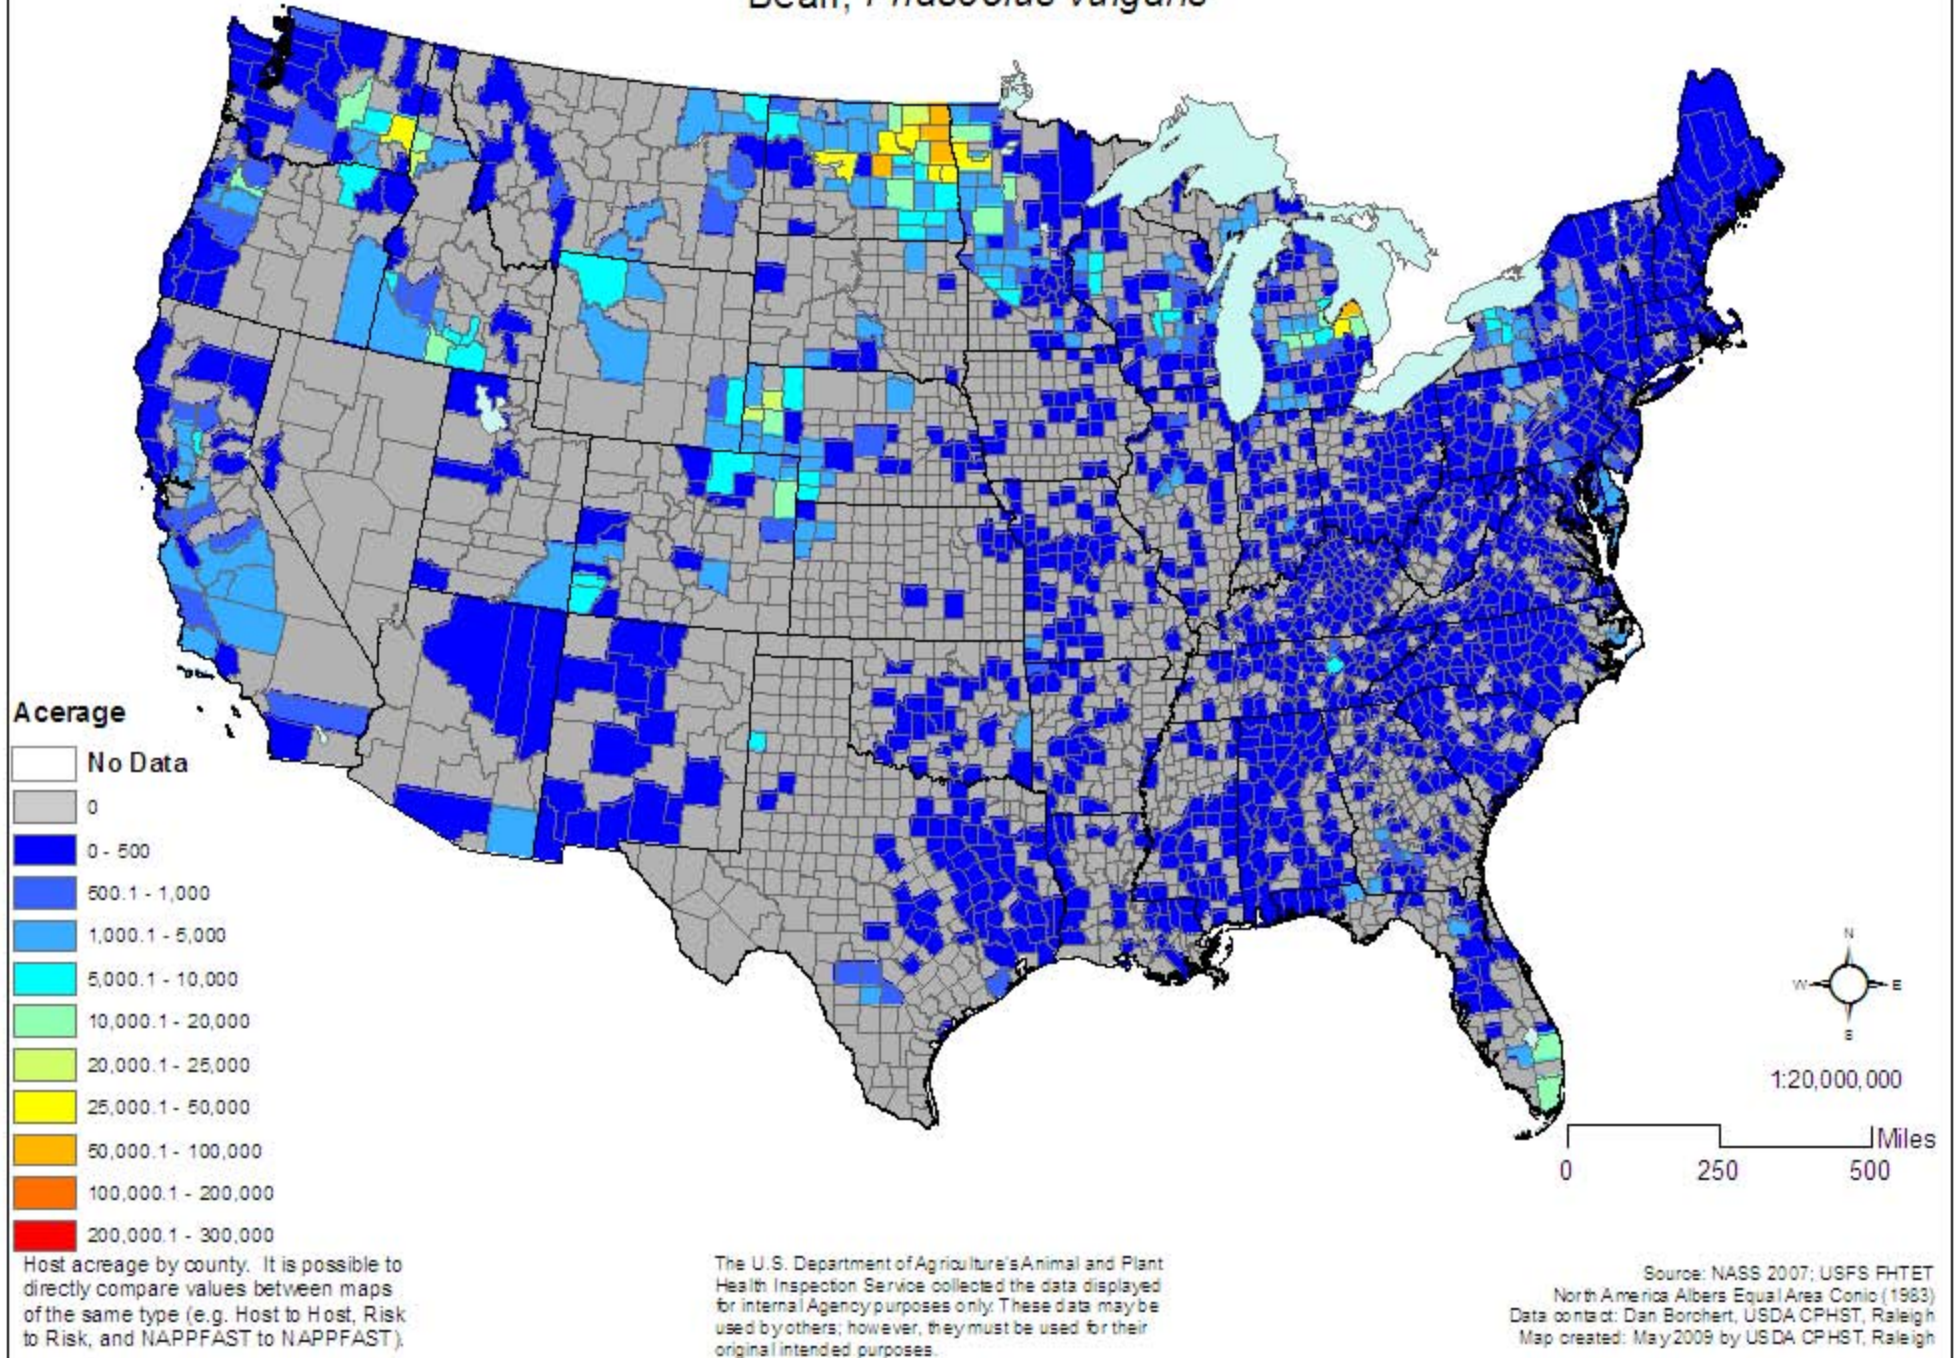 Bean, Phaseolus vulgaris
Acerage
No Data
0
0 - 500
500.1 - 1,000
1,000.1 - 5,000
5,000.1 - 10,000
10,000.1 - 20,000
20,000.1 - 25,000
25,000.1 - 50,000
50,000.1 - 100,000
100,000.1 - 200,000
200,000.1 - 300,000
Host acreage by county. It is possible to
directly compare values between maps
of the same type (e.g. Host to Host, Risk
to Risk, and NAPPFAST to NAPPFAST).
The U.S. Department of Agriculture's Animal and Plant
Health Inspection Service collected the data displayed
for internal Agency purposes only. These data may be
used by others; however, they must be used for their
original intended purposes.
N
W E
S
1:20,000,000
Miles
0 250 500
Source: NASS 2007; USFS FHTET
North America Albers Equal Area Conic (1983)
Data contact: Dan Borchert, USDA CPHST, Raleigh
Map created: May 2009 by USDA CPHST, Raleigh